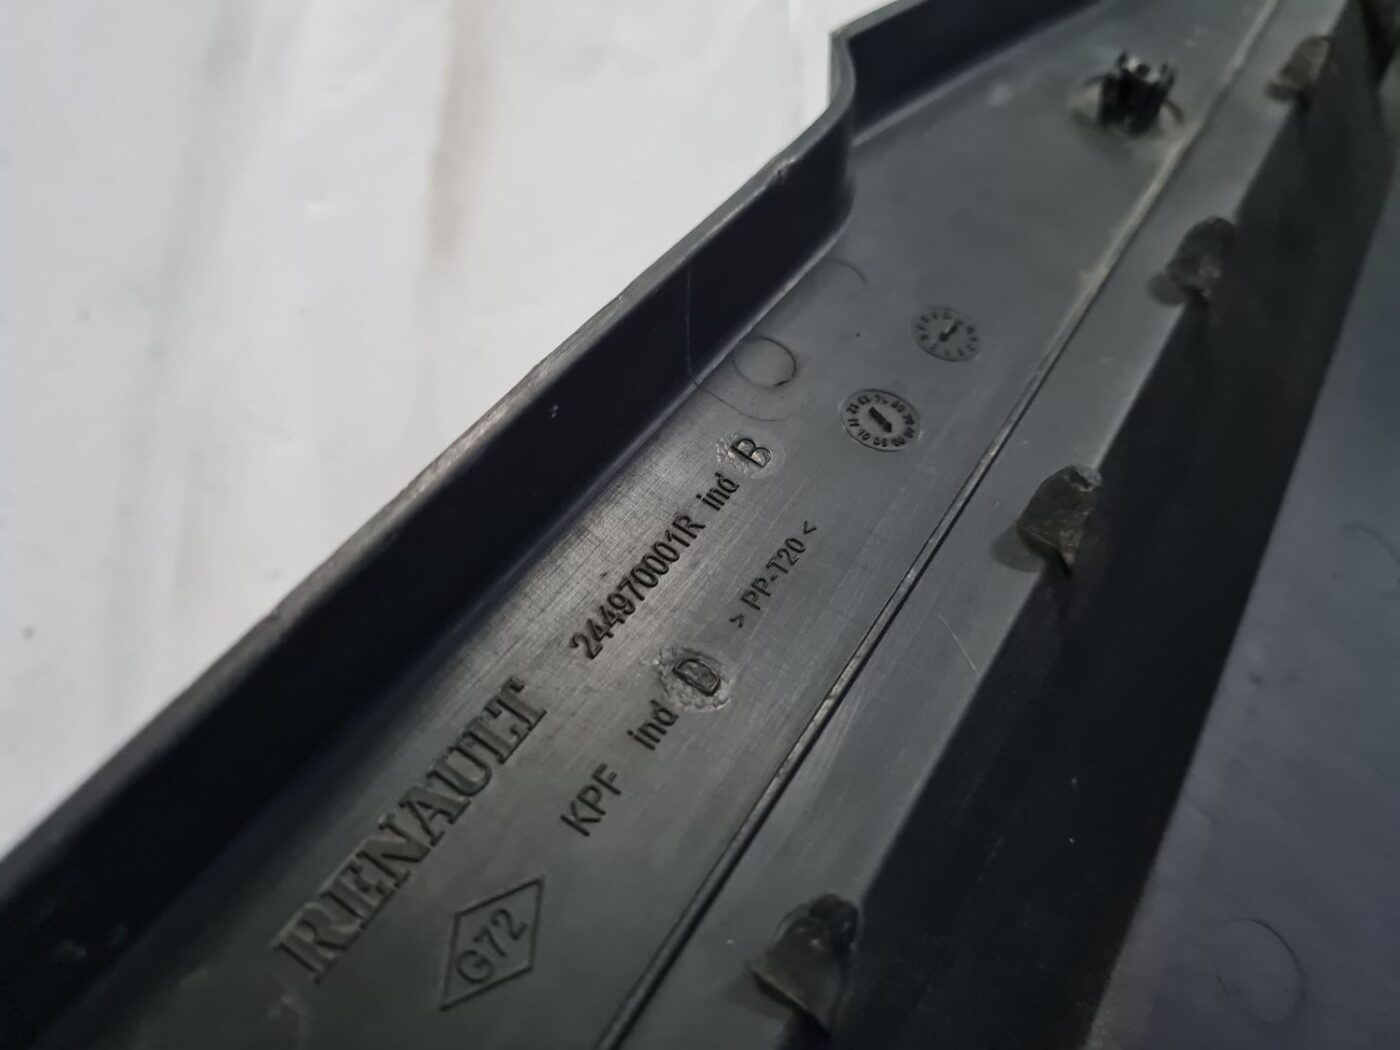 RENAULT
244970001R ind B
G72
KPF ind D
> PP-T20 <